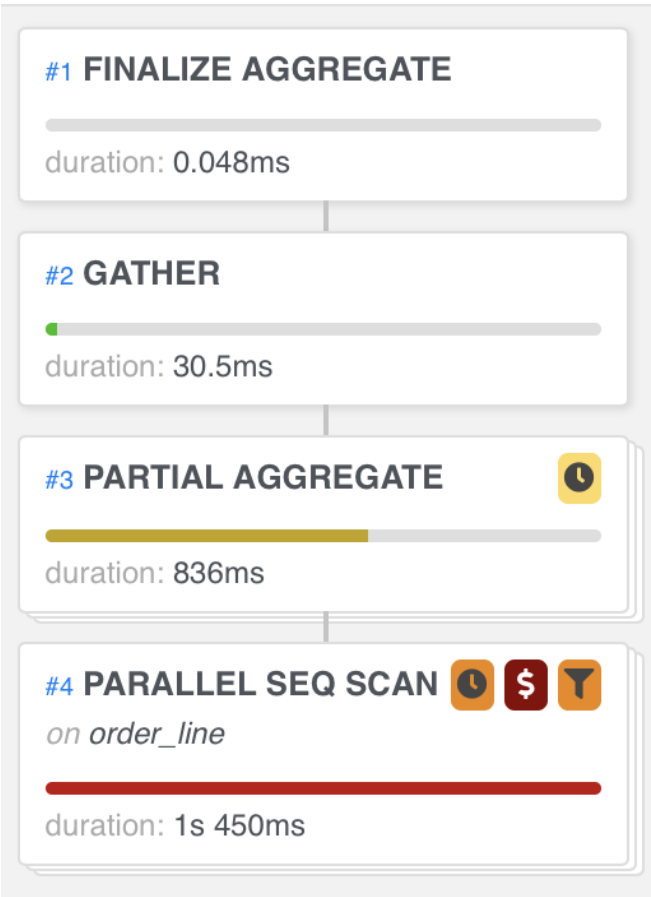 #1 FINALIZE AGGREGATE
duration: 0.048ms
#2 GATHER
duration: 30.5ms
#3 PARTIAL AGGREGATE
duration: 836ms
#4 PARALLEL SEQ SCAN $
on order_line
duration: 1s 450ms